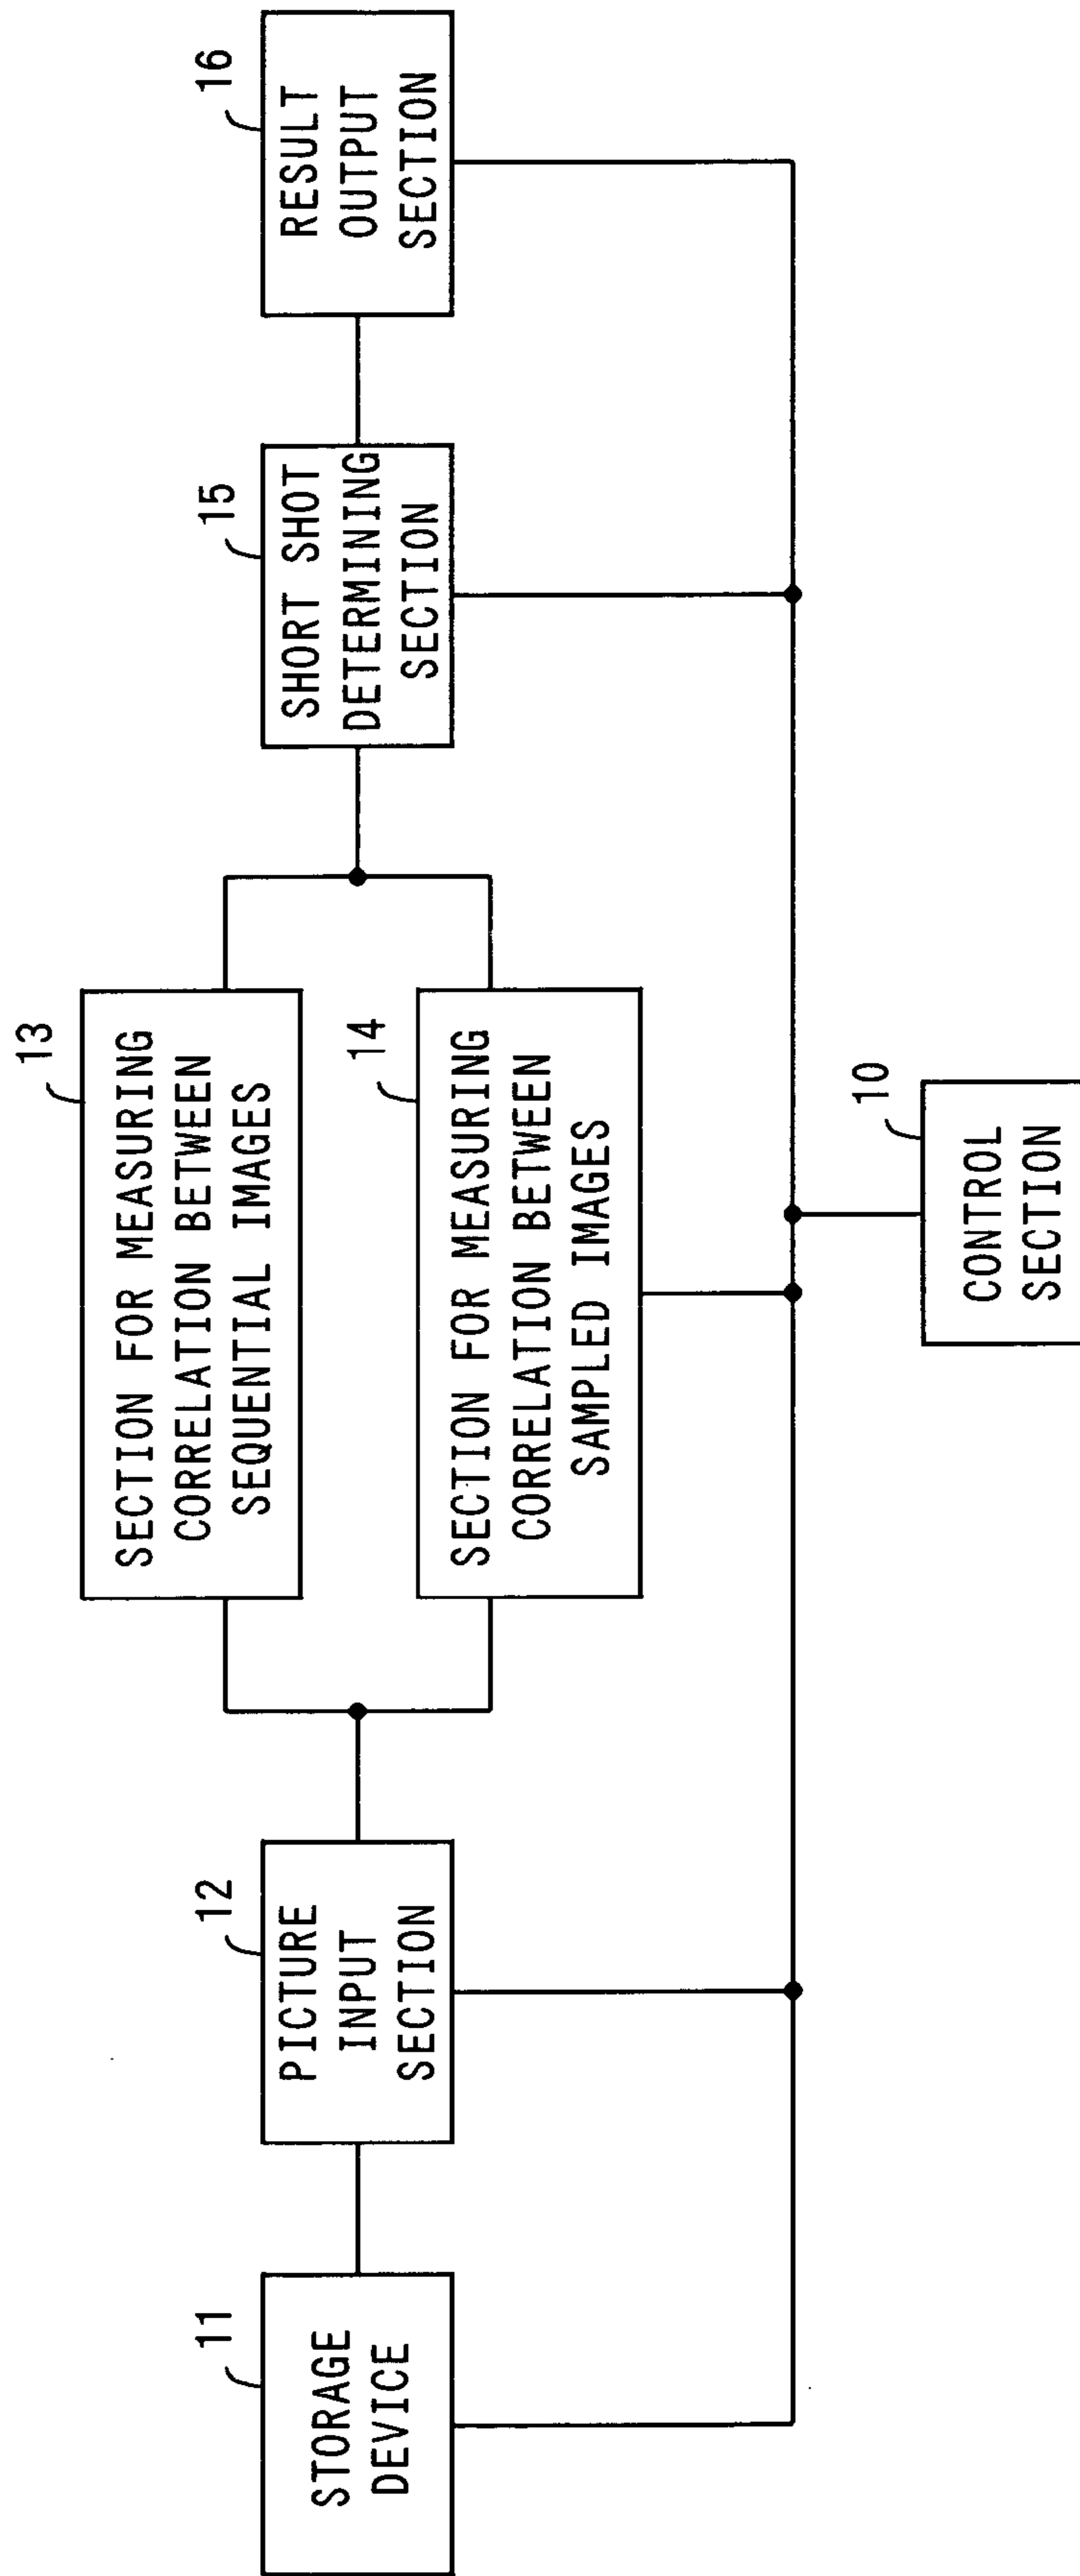 11
STORAGE
DEVICE
12
PICTURE
INPUT
SECTION
13
SECTION FOR MEASURING
CORRELATION BETWEEN
SEQUENTIAL IMAGES
14
SECTION FOR MEASURING
CORRELATION BETWEEN
SAMPLED IMAGES
15
SHORT SHOT
DETERMINING
SECTION
16
RESULT
OUTPUT
SECTION
10
CONTROL
SECTION